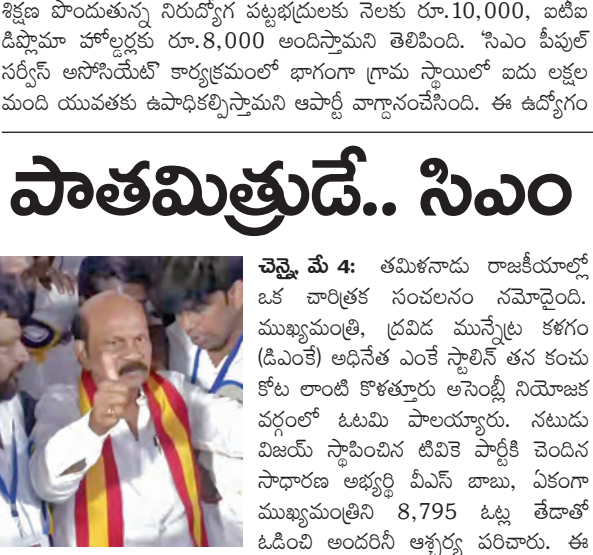 శిక్షణ పొందుతున్న నిరుద్యోగ పట్టభద్రులకు నెలకు రూ.10,000, ఐటీఐ
డిప్లొమా హోల్డర్లకు రూ.8,000 అందిస్తామని తెలిపింది. ‘సిఎం పీపుల్
సర్వీస్ అసోసియేట్’ కార్యక్రమంలో భాగంగా గ్రామ స్థాయిలో ఐదు లక్షల
మంది యువతకు ఉపాధికల్పిస్తామని ఆపార్టీ వాగ్దానంచేసింది. ఈ ఉద్యోగం
పాతమిత్రుడే.. సిఎం
చెన్నై, మే 4: తమిళనాడు రాజకీయాల్లో
ఒక చారిత్రక సంచలనం నమోదైంది.
ముఖ్యమంత్రి, ద్రవిడ మున్నేట్ర కళగం
(డిఎంకే) అధినేత ఎంకే స్టాలిన్ తన కంచు
కోట లాంటి కొళత్తూరు అసెంబ్లీ నియోజక
వర్గంలో ఓటమి పాలయ్యారు. నటుడు
విజయ్ స్థాపించిన టివికె పార్టీకి చెందిన
సాధారణ అభ్యర్థి వీఎస్ బాబు, ఏకంగా
ముఖ్యమంత్రిని 8,795 ఓట్ల తేడాతో
ఓడించి అందరినీ ఆశ్చర్య పరిచారు. ఈ